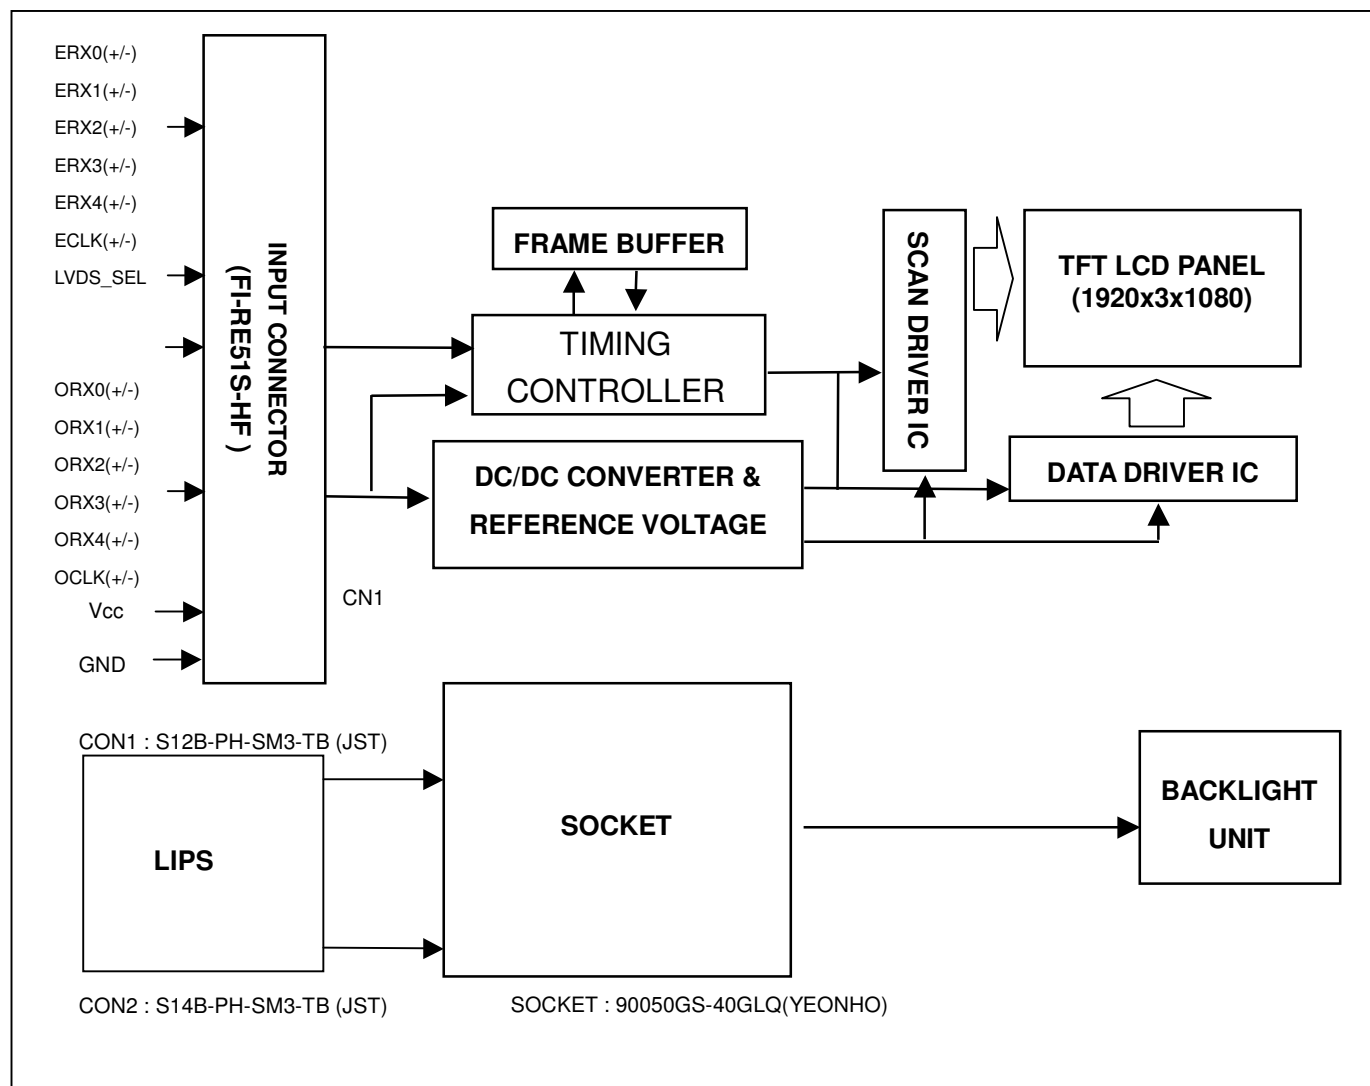 ERX0(+/-)
ERX1(+/-)
ERX2(+/-)
ERX3(+/-)
ERX4(+/-)
ECLK(+/-)
LVDS_SEL
ORX0(+/-)
ORX1(+/-)
ORX2(+/-)
ORX3(+/-)
ORX4(+/-)
OCLK(+/-)
Vcc
GND
INPUT CONNECTOR
(FI-RE51S-HF )
CN1
FRAME BUFFER
TIMING
CONTROLLER
DC/DC CONVERTER &
REFERENCE VOLTAGE
SCAN DRIVER IC
TFT LCD PANEL
(1920x3x1080)
DATA DRIVER IC
CON1 : S12B-PH-SM3-TB (JST)
LIPS
CON2 : S14B-PH-SM3-TB (JST)
SOCKET
SOCKET : 90050GS-40GLQ(YEONHO)
BACKLIGHT
UNIT